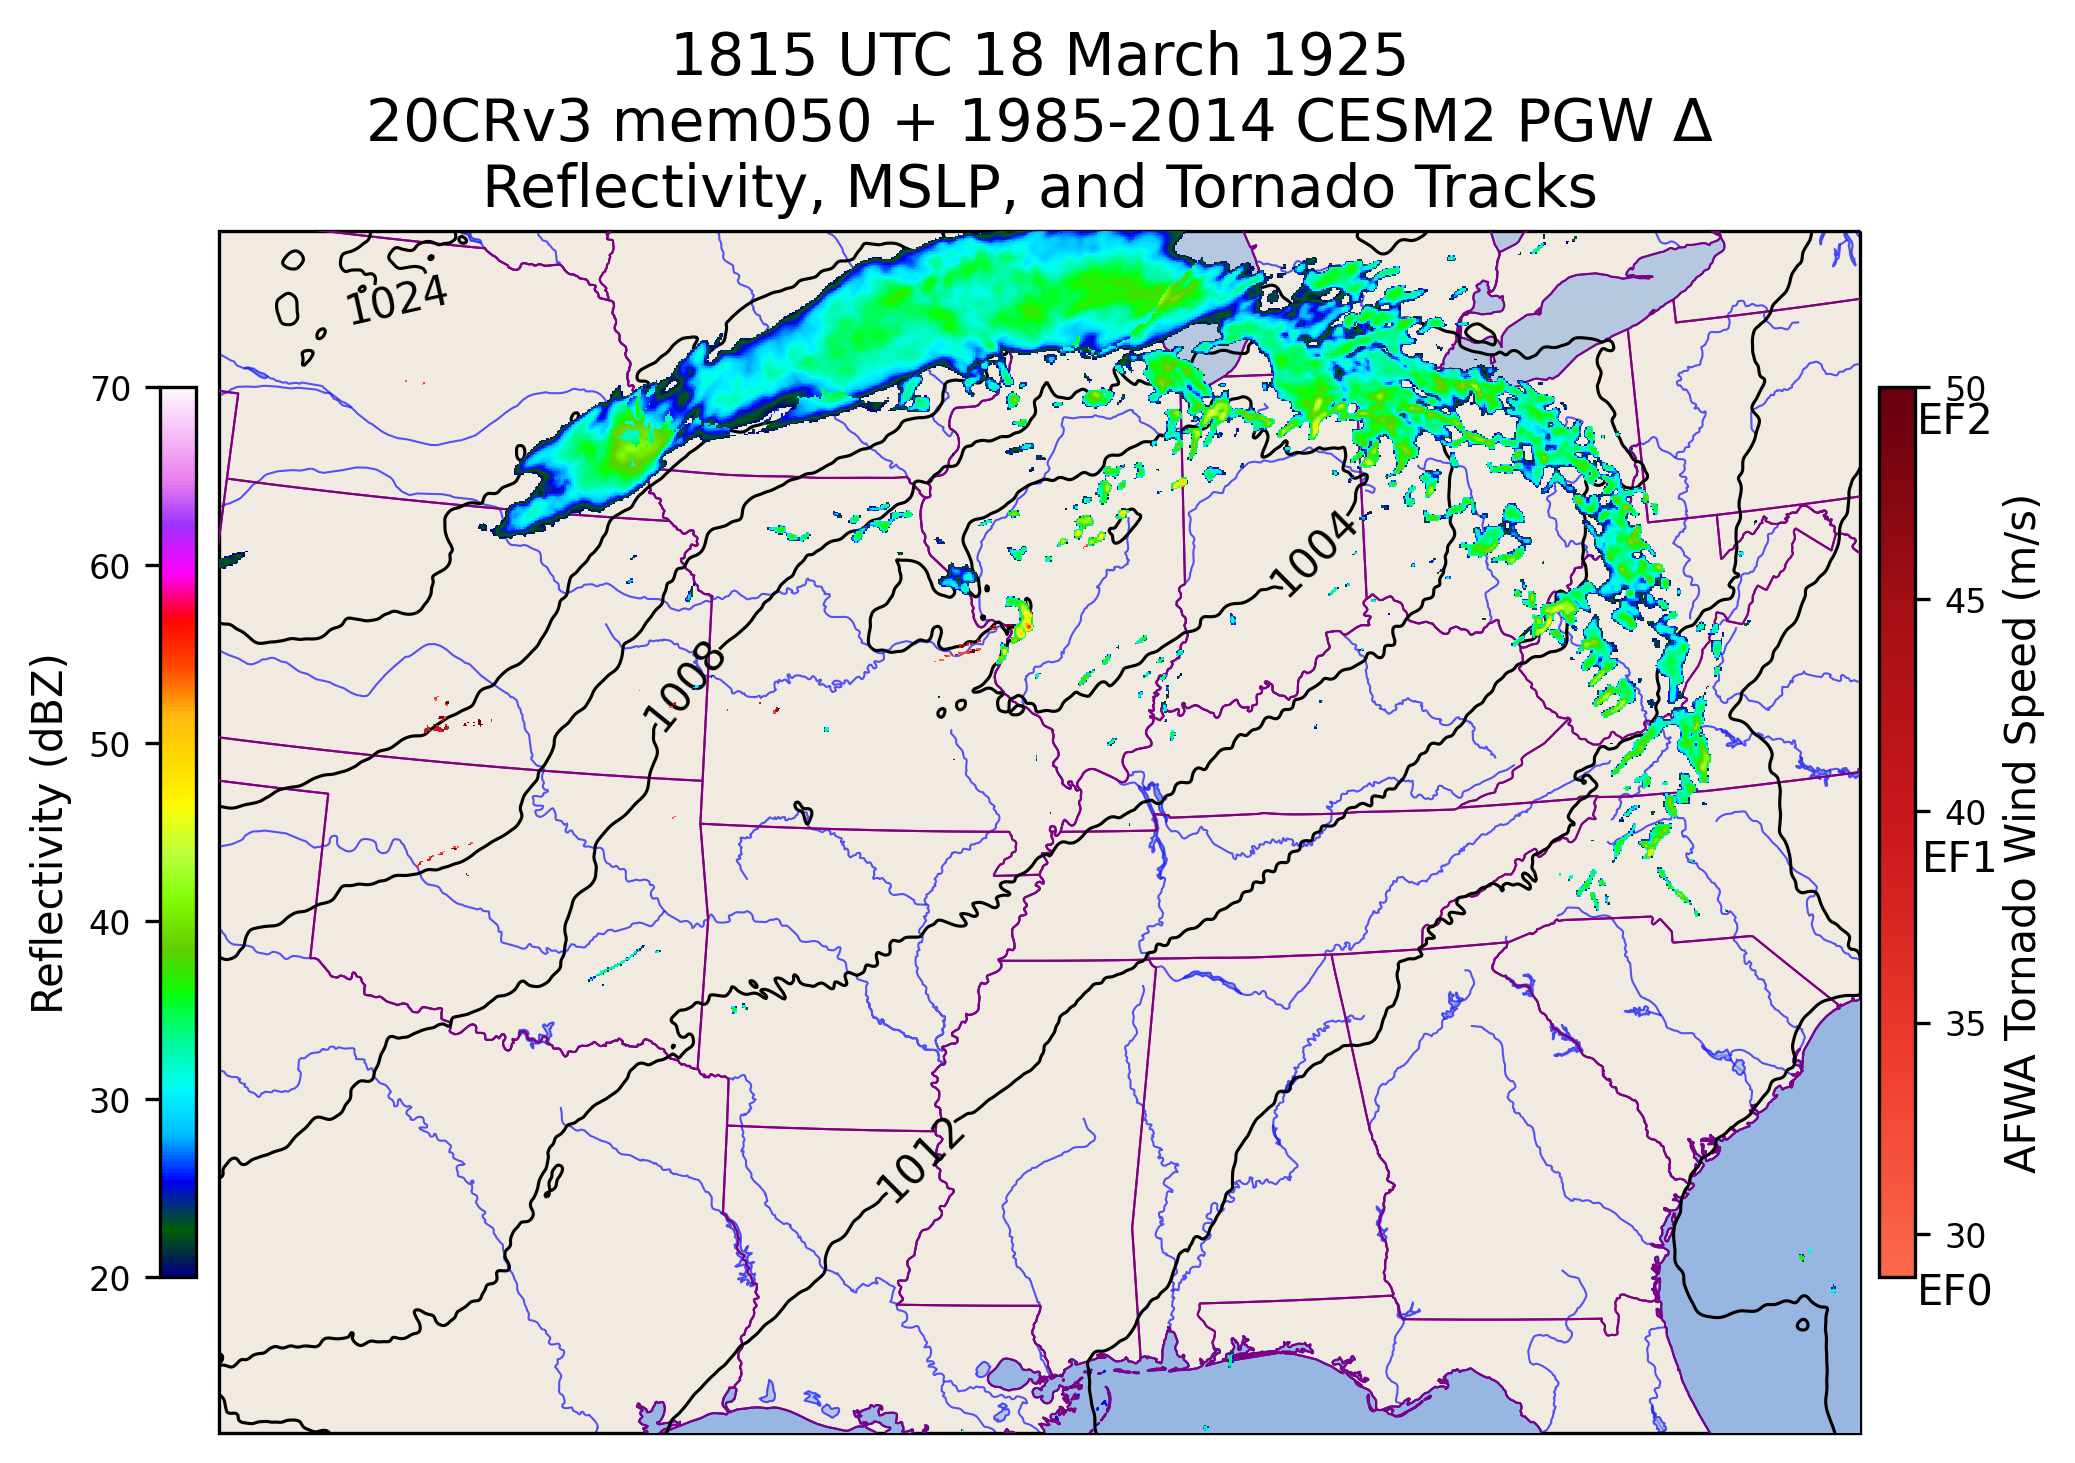 1815 UTC 18 March 1925
20CRv3 mem050 + 1985-2014 CESM2 PGW Δ
Reflectivity, MSLP, and Tornado Tracks
1024
1004
1008
1012
70
60
50
40
30
20
Reflectivity (dBZ)
50
EF2
45
40
EF1
35
30
EF0
AFWA Tornado Wind Speed (m/s)